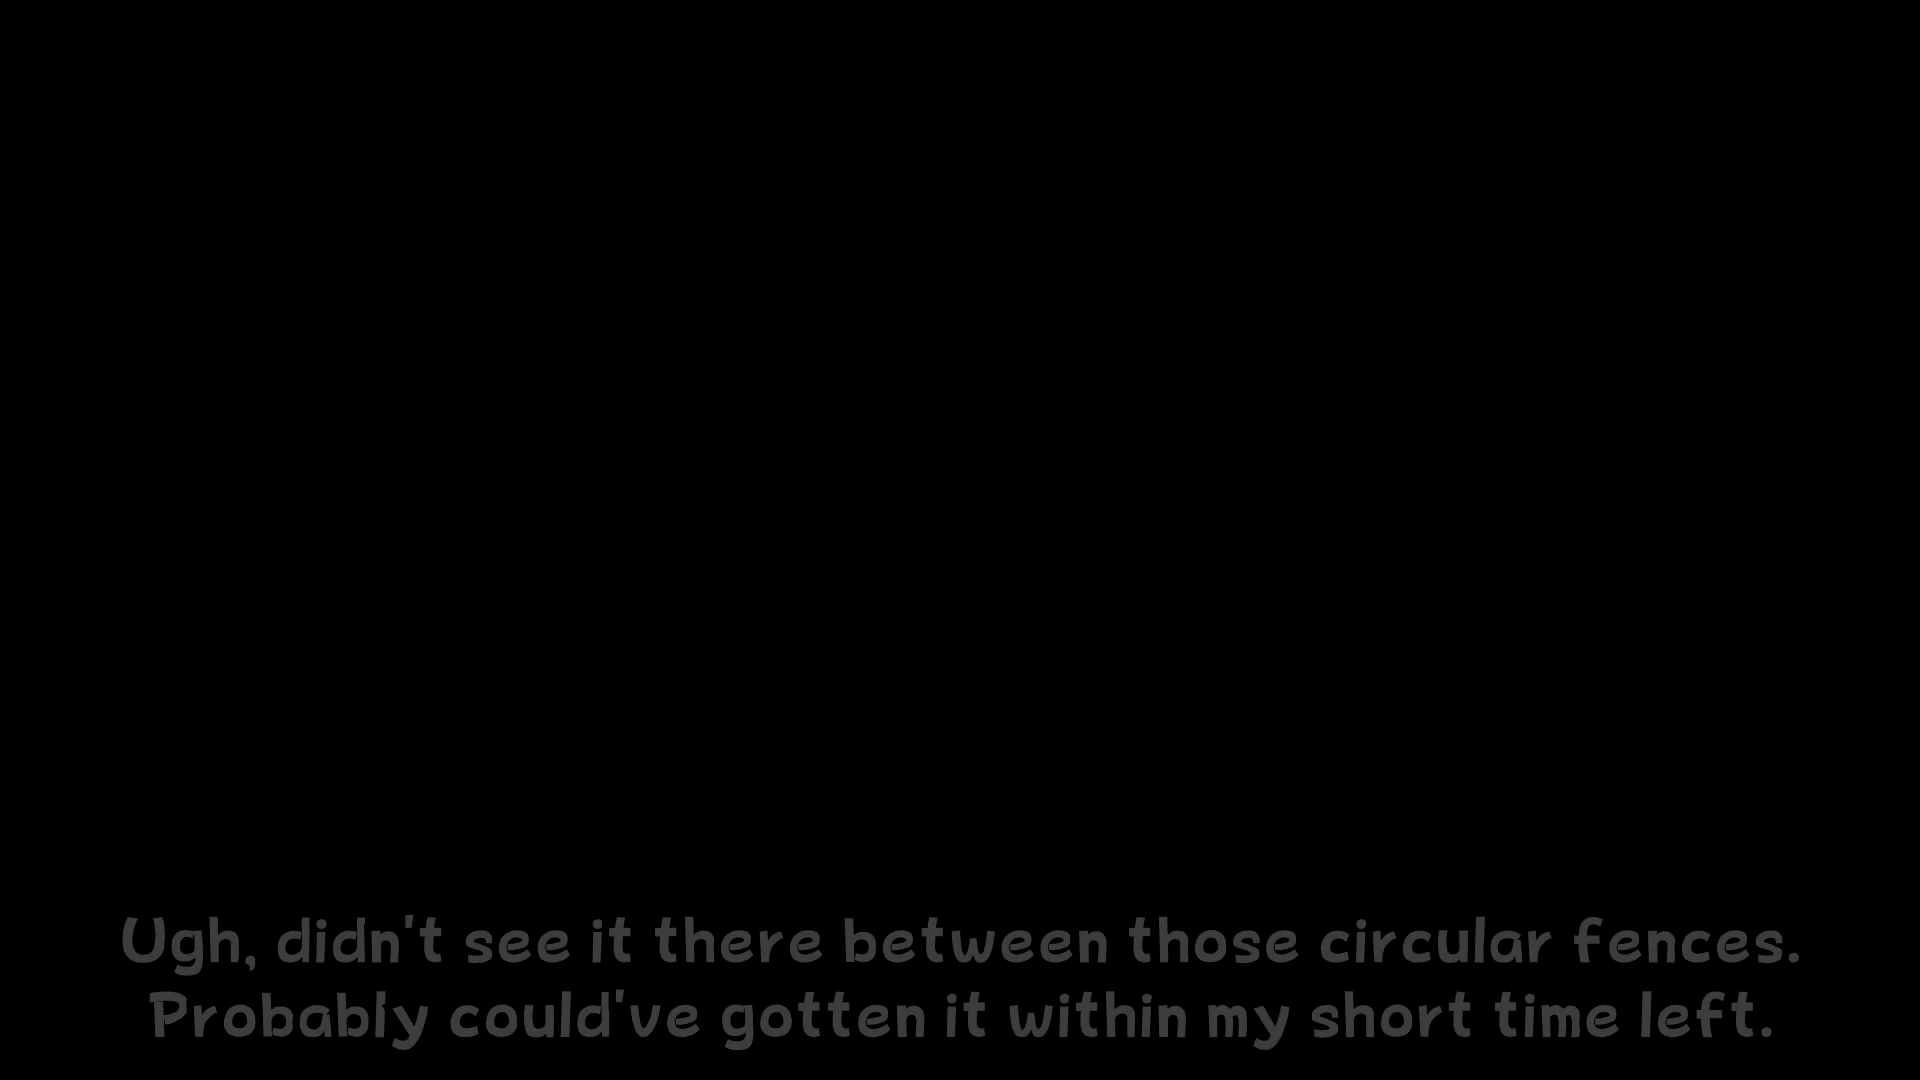 Ugh, didn't see it there between those circular fences.
Probably could've gotten it within my short time left.